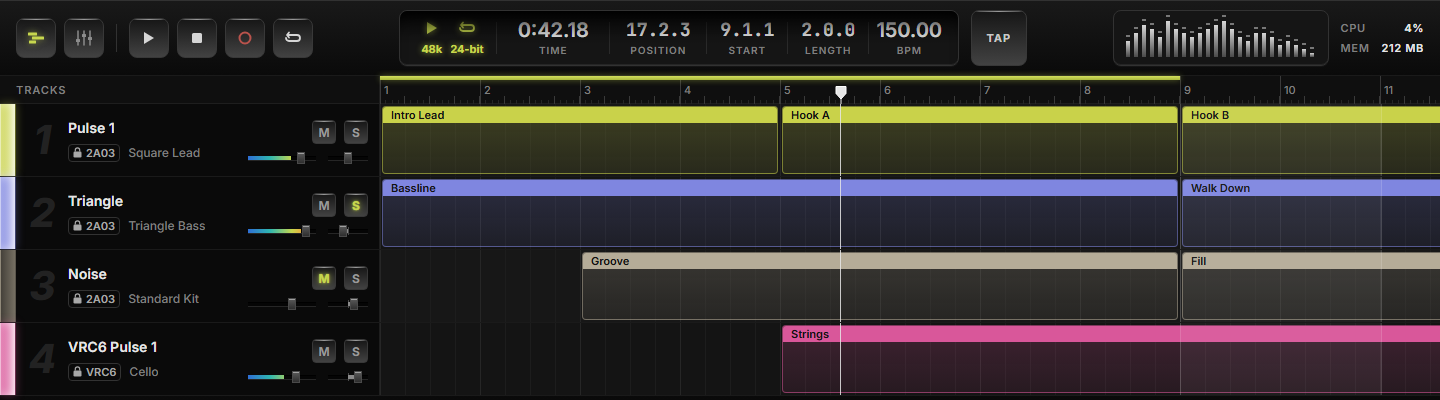 0:42.18 17.2.3 9.1.1 2.0.0 150.00
48k 24-bit TIME POSITION START LENGTH BPM
TAP
CPU 4%
MEM 212 MB
TRACKS
1 2 3 4 5 6 7 8 9 10 11
1 Pulse 1 M S
2A03 Square Lead
Intro Lead Hook A Hook B
2 Triangle M S
2A03 Triangle Bass
Bassline Walk Down
3 Noise M S
2A03 Standard Kit
Groove Fill
4 VRC6 Pulse 1 M S
VRC6 Cello
Strings